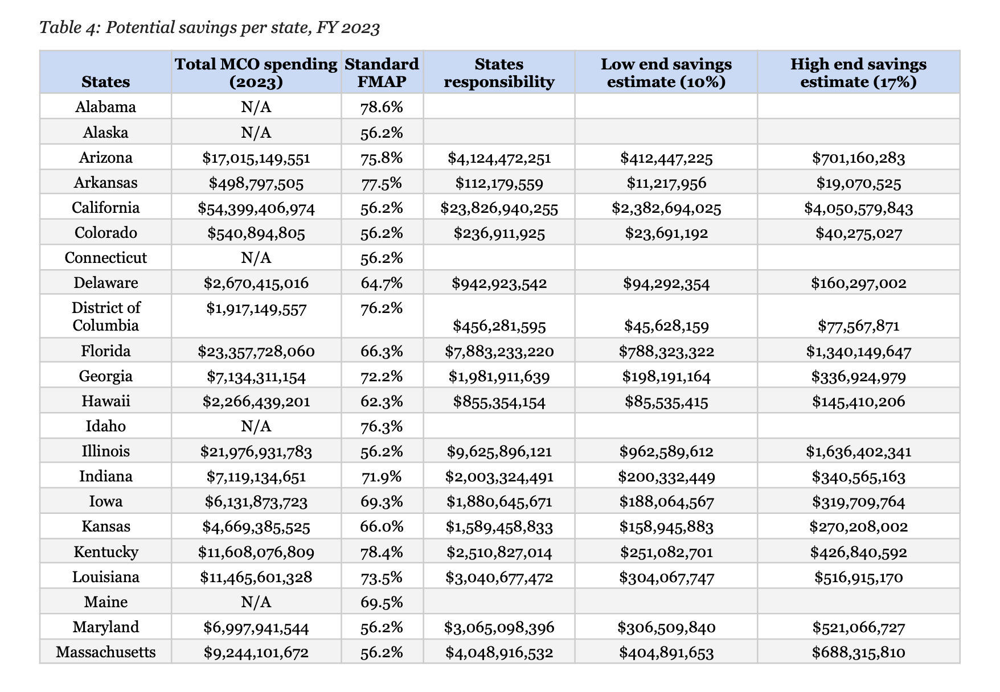 Table 4: Potential savings per state, FY 2023
States Total MCO spending (2023) Standard FMAP States responsibility Low end savings estimate (10%) High end savings estimate (17%)
Alabama N/A 78.6%
Alaska N/A 56.2%
Arizona $17,015,149,551 75.8% $4,124,472,251 $412,447,225 $701,160,283
Arkansas $498,797,505 77.5% $112,179,559 $11,217,956 $19,070,525
California $54,399,406,974 56.2% $23,826,940,255 $2,382,694,025 $4,050,579,843
Colorado $540,894,805 56.2% $236,911,925 $23,691,192 $40,275,027
Connecticut N/A 56.2%
Delaware $2,670,415,016 64.7% $942,923,542 $94,292,354 $160,297,002
District of Columbia $1,917,149,557 76.2% $456,281,595 $45,628,159 $77,567,871
Florida $23,357,728,060 66.3% $7,883,233,220 $788,323,322 $1,340,149,647
Georgia $7,134,311,154 72.2% $1,981,911,639 $198,191,164 $336,924,979
Hawaii $2,266,439,201 62.3% $855,354,154 $85,535,415 $145,410,206
Idaho N/A 76.3%
Illinois $21,976,931,783 56.2% $9,625,896,121 $962,589,612 $1,636,402,341
Indiana $7,119,134,651 71.9% $2,003,324,491 $200,332,449 $340,565,163
Iowa $6,131,873,723 69.3% $1,880,645,671 $188,064,567 $319,709,764
Kansas $4,669,385,525 66.0% $1,589,458,833 $158,945,883 $270,208,002
Kentucky $11,608,076,809 78.4% $2,510,827,014 $251,082,701 $426,840,592
Louisiana $11,465,601,328 73.5% $3,040,677,472 $304,067,747 $516,915,170
Maine N/A 69.5%
Maryland $6,997,941,544 56.2% $3,065,098,396 $306,509,840 $521,066,727
Massachusetts $9,244,101,672 56.2% $4,048,916,532 $404,891,653 $688,315,810